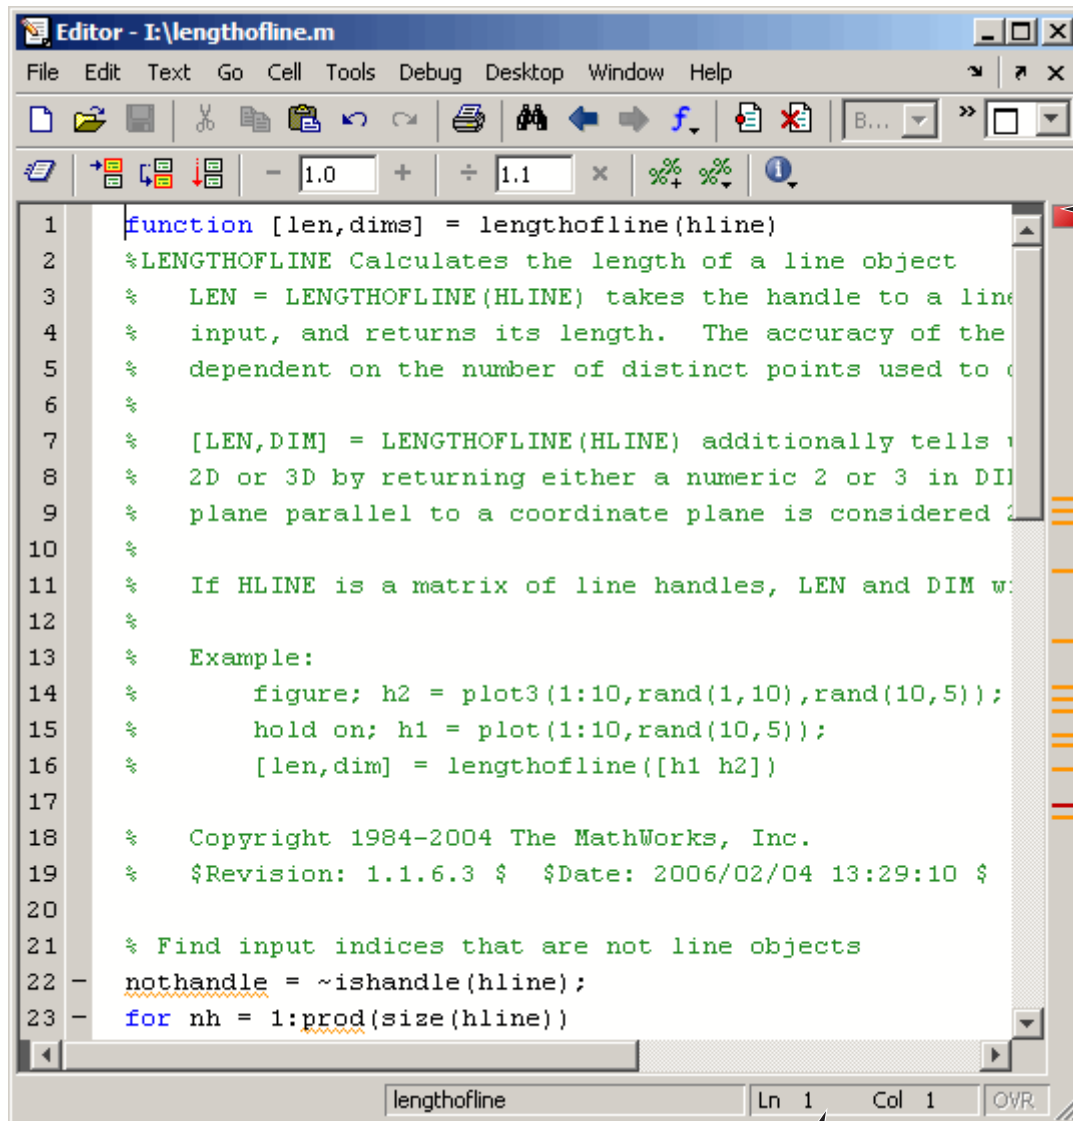 Editor - I:\lengthofline.m
File Edit Text Go Cell Tools Debug Desktop Window Help
B...
1.0 1.1
1 function [len,dims] = lengthofline(hline)
2 %LENGTHOFLINE Calculates the length of a line object
3 % LEN = LENGTHOFLINE(HLINE) takes the handle to a line
4 % input, and returns its length. The accuracy of the
5 % dependent on the number of distinct points used to
6 %
7 % [LEN,DIM] = LENGTHOFLINE(HLINE) additionally tells
8 % 2D or 3D by returning either a numeric 2 or 3 in
9 % plane parallel to a coordinate plane is considered
10 %
11 % If HLINE is a matrix of line handles, LEN and DIM
12 %
13 % Example:
14 % figure; h2 = plot3(1:10,rand(1,10),rand(10,5));
15 % hold on; h1 = plot(1:10,rand(10,5));
16 % [len,dim] = lengthofline([h1 h2])
17
18 % Copyright 1984-2004 The MathWorks, Inc.
19 % $Revision: 1.1.6.3 $ $Date: 2006/02/04 13:29:10 $
20
21 % Find input indices that are not line objects
22 - nothandle = ~ishandle(hline);
23 - for nh = 1:prod(size(hline))
lengthofline Ln 1 Col 1 OVR